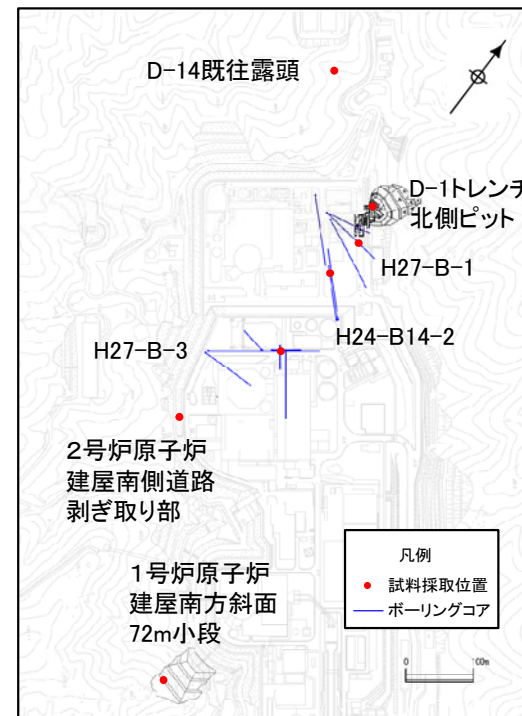 D-14既往露頭
D-1トレンチ
北側ピット
H27-B-1
H24-B14-2
H27-B-3
2号炉原子炉
建屋南側道路
剥ぎ取り部
1号炉原子炉
建屋南方斜面
72m小段
凡例
試料採取位置
ボーリングコア
0 100m